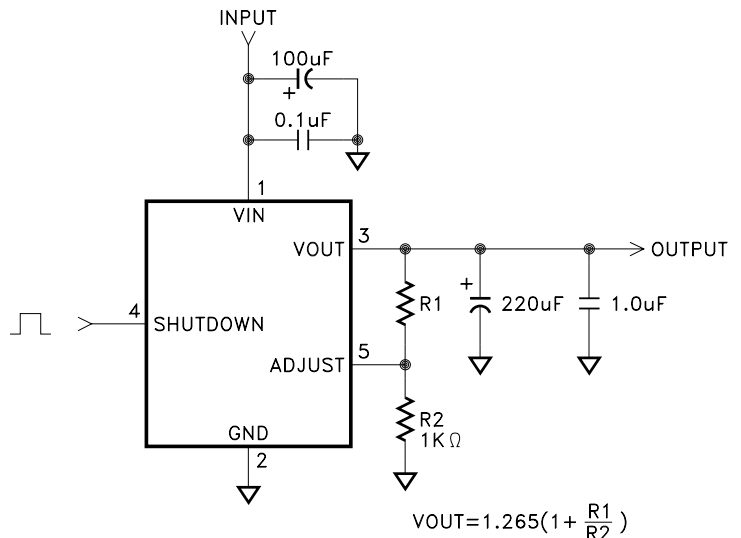 INPUT
100uF
+
0.1uF
1
VIN
VOUT
3
OUTPUT
+
R1
220uF
1.0uF
4
SHUTDOWN
ADJUST
5
R2
1KΩ
GND
2
VOUT=1.265(1+ R1/R2 )